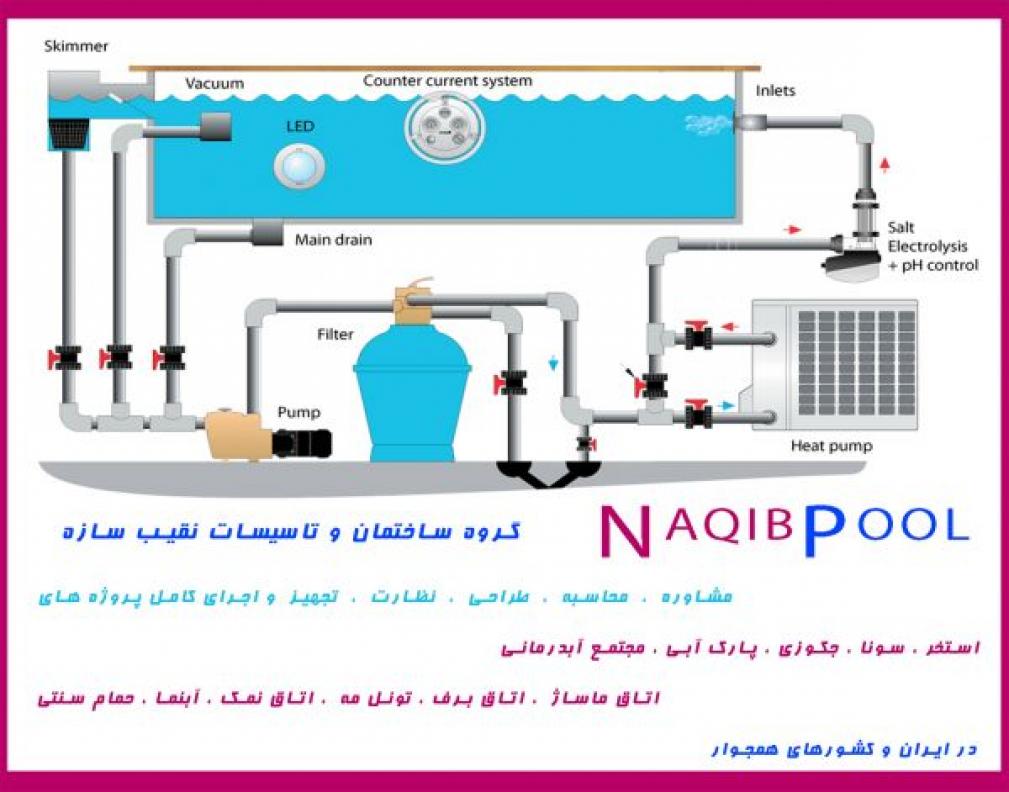 Skimmer
Vacuum
Counter current system
Inlets
LED
Main drain
Salt
Electrolysis
+ pH control
Filter
Pump
Heat pump
NAQIBPOOL
گروه ساختمان و تاسیسات نقیب سازه
مشاوره . محاسبه . طراحی . نظارت . تجهیز و اجرای کامل پروژه های
استخر . سونا . جکوزی . پارک آبی . مجتمع آبدرمانی
اتاق ماساژ . اتاق برف . تونل مه . اتاق نمک . آبنما . حمام سنتی
در ایران و کشورهای همجوار